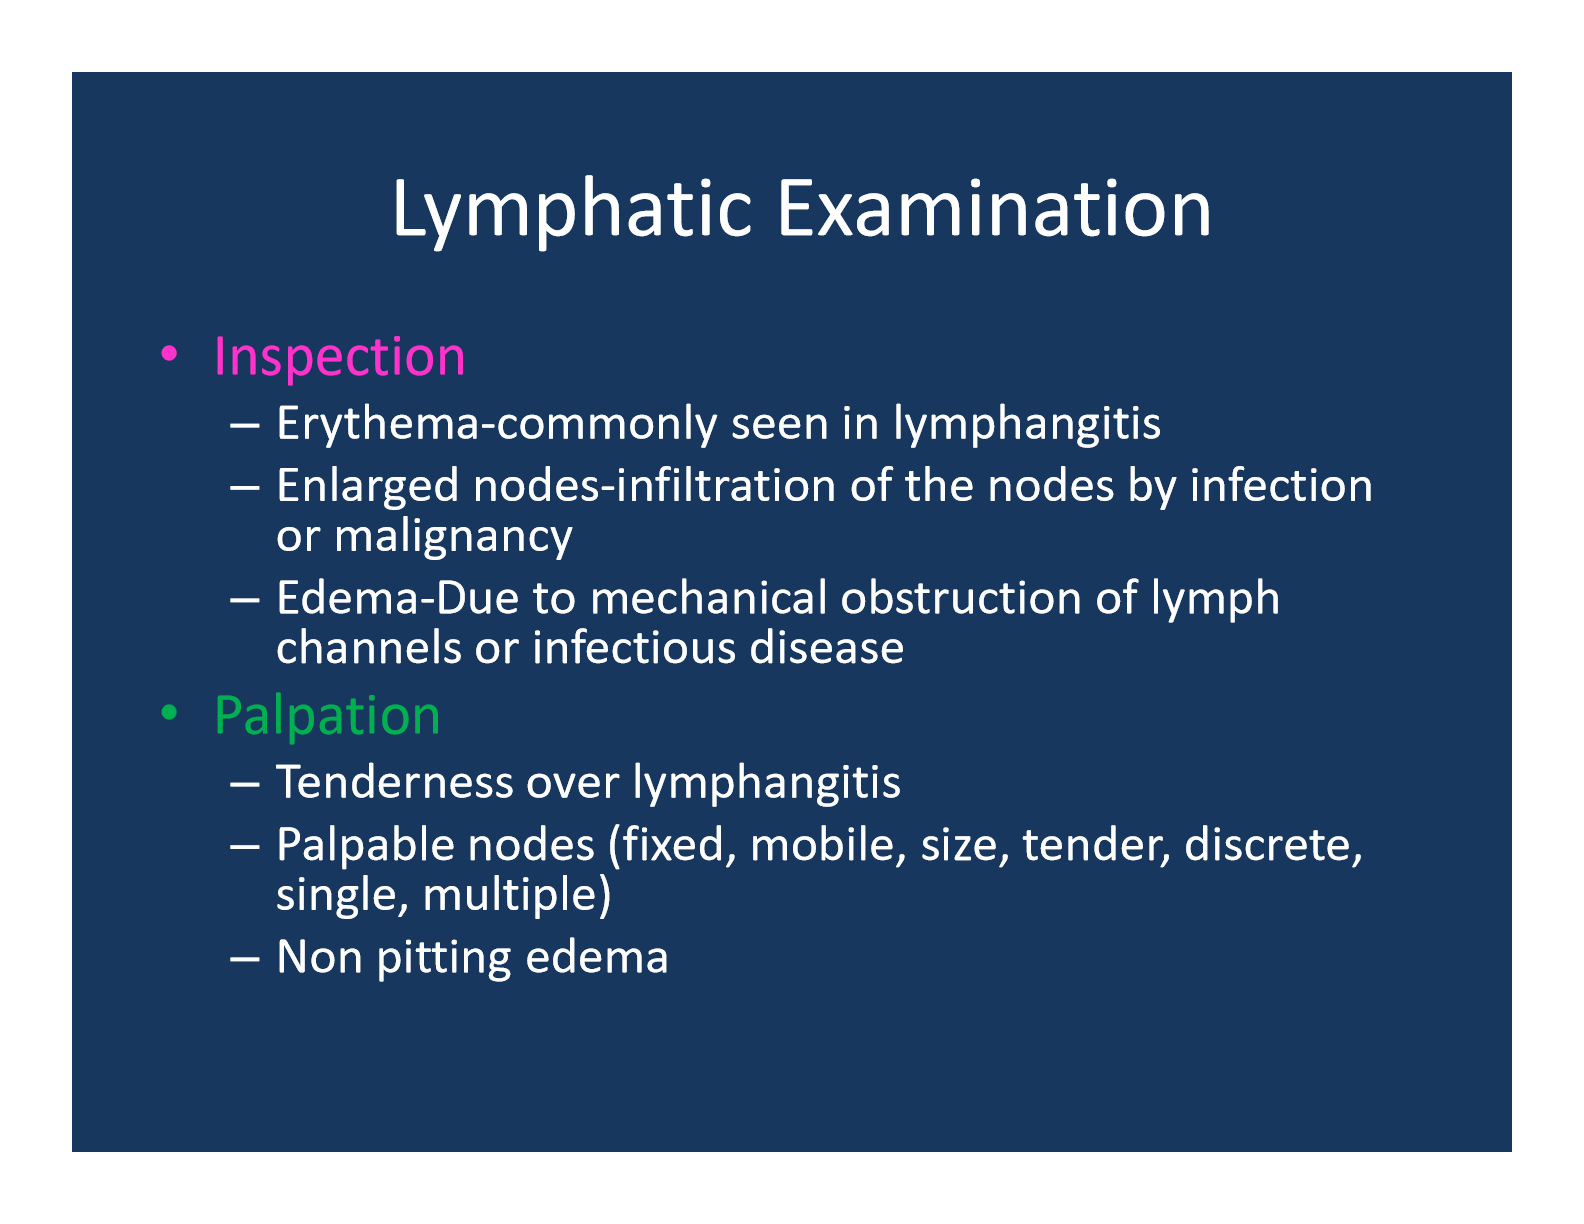 Lymphatic Examination
• Inspection
– Erythema-commonly seen in lymphangitis
– Enlarged nodes-infiltration of the nodes by infection
or malignancy
– Edema-Due to mechanical obstruction of lymph
channels or infectious disease
• Palpation
– Tenderness over lymphangitis
– Palpable nodes (fixed, mobile, size, tender, discrete,
single, multiple)
– Non pitting edema